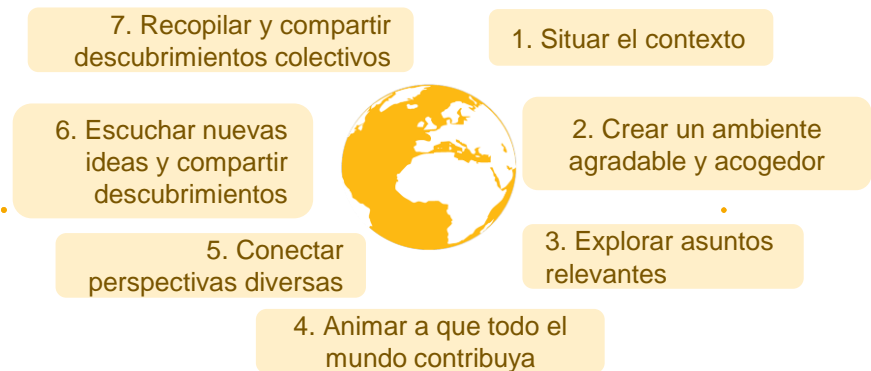 1. Situar el contexto
2. Crear un ambiente
agradable y acogedor
3. Explorar asuntos
relevantes
4. Animar a que todo el
mundo contribuya
5. Conectar
perspectivas diversas
6. Escuchar nuevas
ideas y compartir
descubrimientos
7. Recopilar y compartir
descubrimientos colectivos